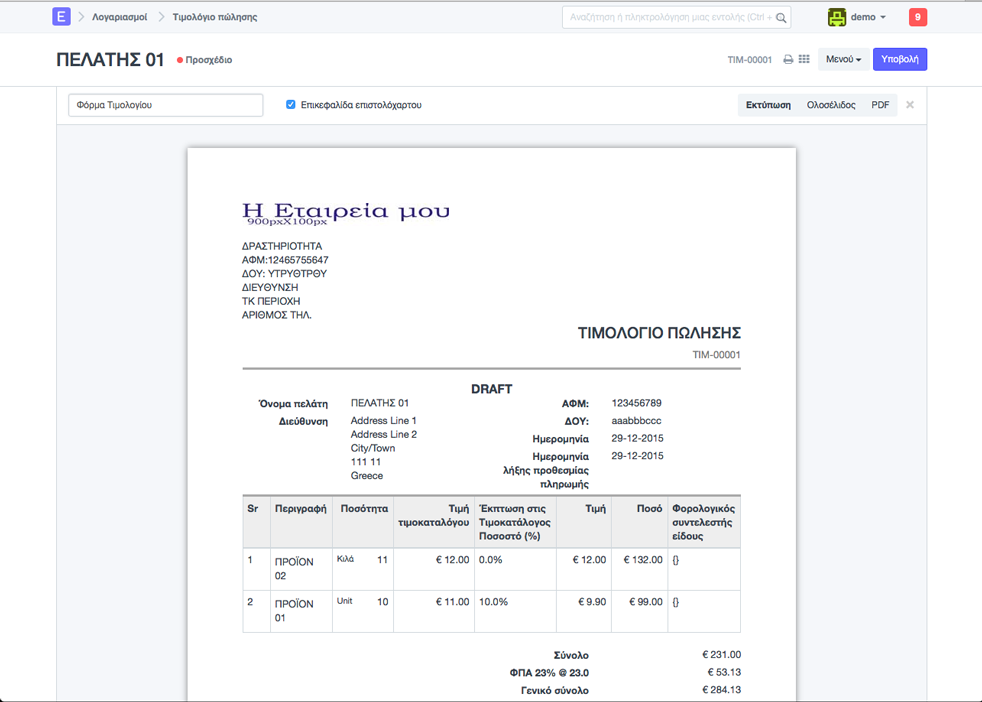 E Λογαριασμοί Τιμολόγιο πώλησης Αναζήτηση ή πληκτρολόγηση μιας εντολής (Ctrl + demo 9
ΠΕΛΑΤΗΣ 01 Προσχέδιο TIM-00001 Μενού Υποβολή
Φόρμα Τιμολογίου Επικεφαλίδα επιστολόχαρτου Εκτύπωση Ολοσέλιδος PDF ×
Η Εταιρεία μου
900pxX100px
ΔΡΑΣΤΗΡΙΟΤΗΤΑ
ΑΦΜ:12465755647
ΔΟΥ: ΥΤΡΥΘΤΡΘΥ
ΔΙΕΥΘΥΝΣΗ
ΤΚ ΠΕΡΙΟΧΗ
ΑΡΙΘΜΟΣ ΤΗΛ.
ΤΙΜΟΛΟΓΙΟ ΠΩΛΗΣΗΣ
TIM-00001
DRAFT
Όνομα πελάτη ΠΕΛΑΤΗΣ 01 ΑΦΜ: 123456789
Διεύθυνση Address Line 1 ΔΟΥ: aaabbbccc
Address Line 2 Ημερομηνία 29-12-2015
City/Town Ημερομηνία 29-12-2015
111 11 λήξης προθεσμίας
Greece πληρωμής
Sr Περιγραφή Ποσότητα Τιμή Έκπτωση στις Τιμή Ποσό Φορολογικός
τιμοκαταλόγου Τιμοκατάλογος συντελεστής
Ποσοστό (%) είδους
1 ΠΡΟΪΟΝ Κιλά 11 € 12.00 0.0% € 12.00 € 132.00 {}
02
2 ΠΡΟΪΟΝ Unit 10 € 11.00 10.0% € 9.90 € 99.00 {}
01
Σύνολο € 231.00
ΦΠΑ 23% @ 23.0 € 53.13
Γενικό σύνολο € 284.13